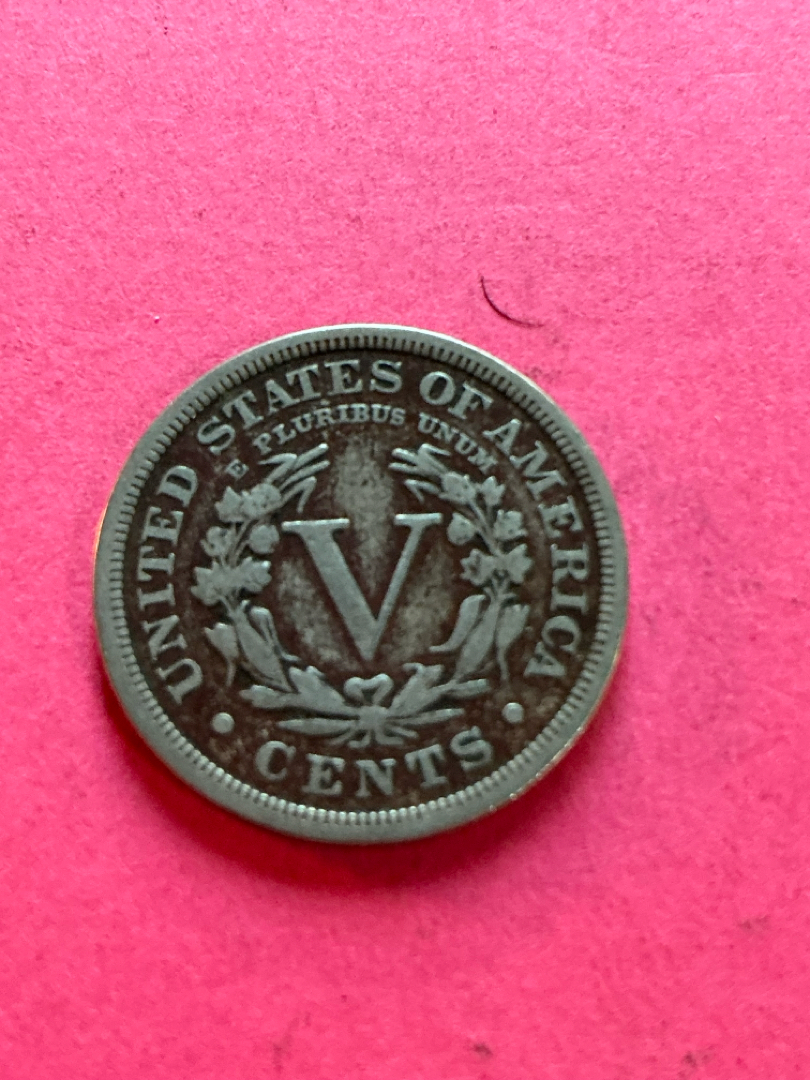 UNITED STATES OF AMERICA
E PLURIBUS UNUM
V
CENTS